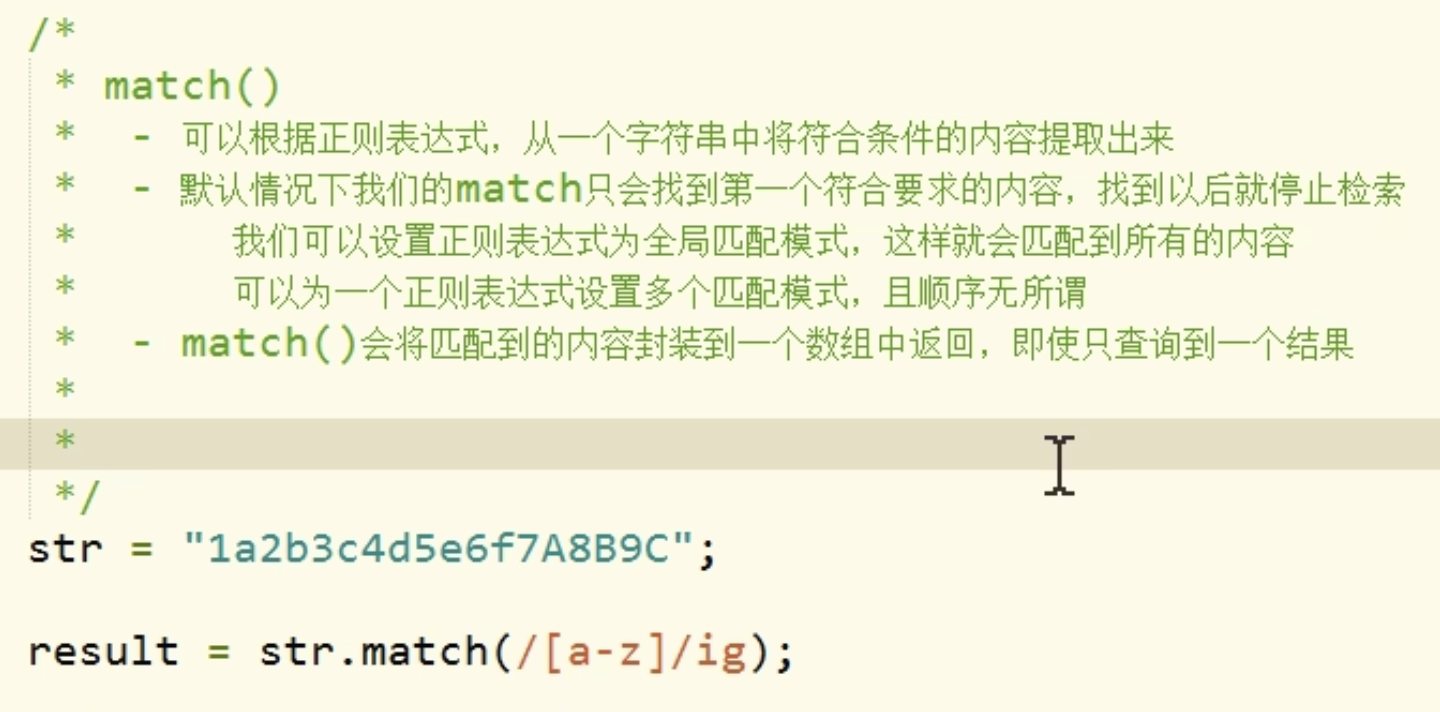 /*
* match()
* - 可以根据正则表达式，从一个字符串中将符合条件的内容提取出来
* - 默认情况下我们的match只会找到第一个符合要求的内容，找到以后就停止检索
* 我们可以设置正则表达式为全局匹配模式，这样就会匹配到所有的内容
* 可以为一个正则表达式设置多个匹配模式，且顺序无所谓
* - match()会将匹配到的内容封装到一个数组中返回，即使只查询到一个结果
*
*
*/
str = "1a2b3c4d5e6f7A8B9C";
result = str.match(/[a-z]/ig);